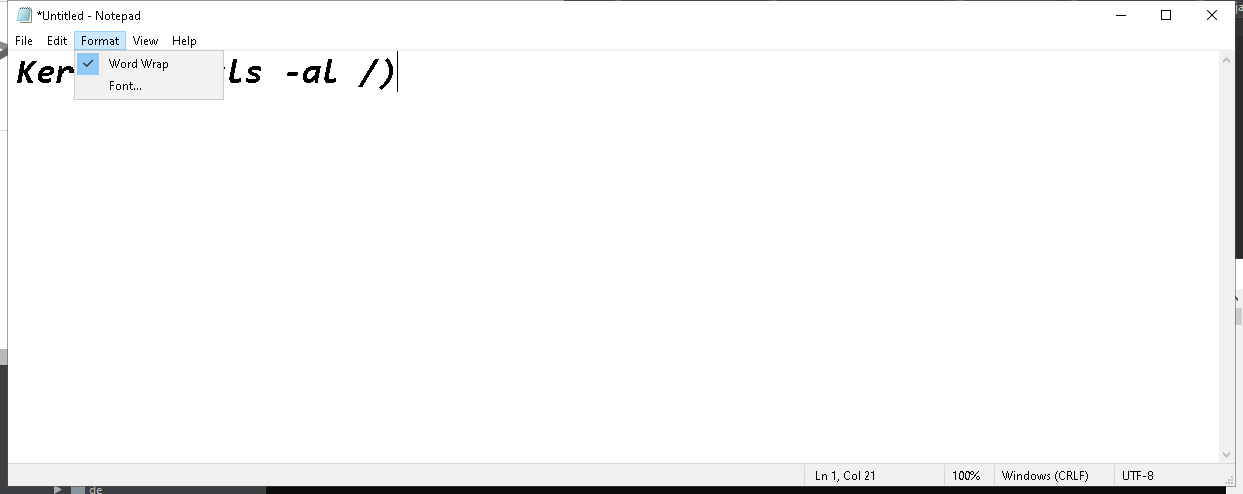 *Untitled - Notepad
File Edit Format View Help
Word Wrap
Font...
Ker ls -al /)
Ln 1, Col 21 100% Windows (CRLF) UTF-8
de